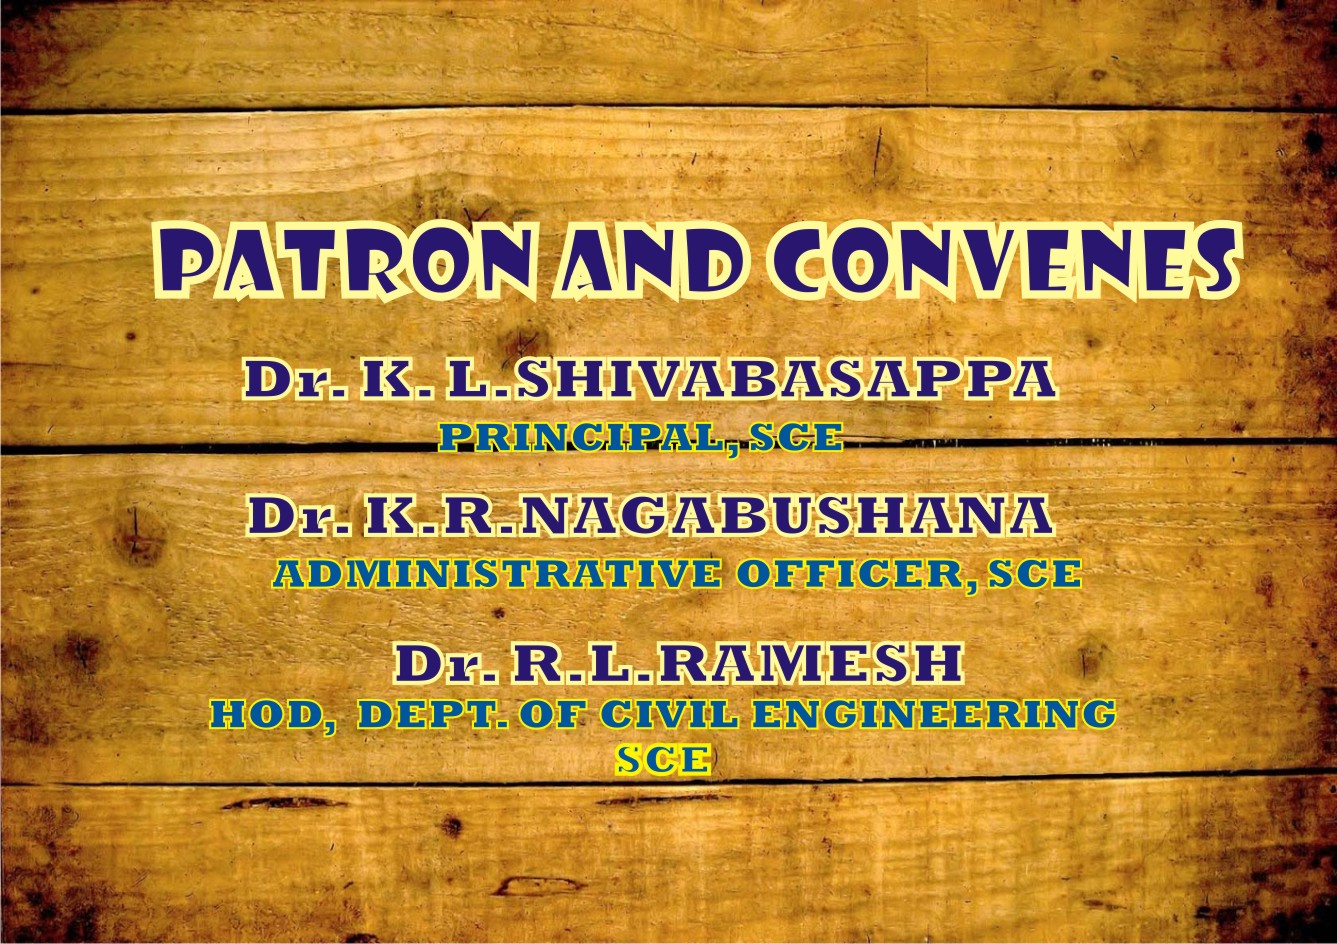 PATRON AND CONVENES
Dr. K. L.SHIVABASAPPA
PRINCIPAL, SCE
Dr. K.R.NAGABUSHANA
ADMINISTRATIVE OFFICER, SCE
Dr. R.L.RAMESH
HOD, DEPT. OF CIVIL ENGINEERING
SCE